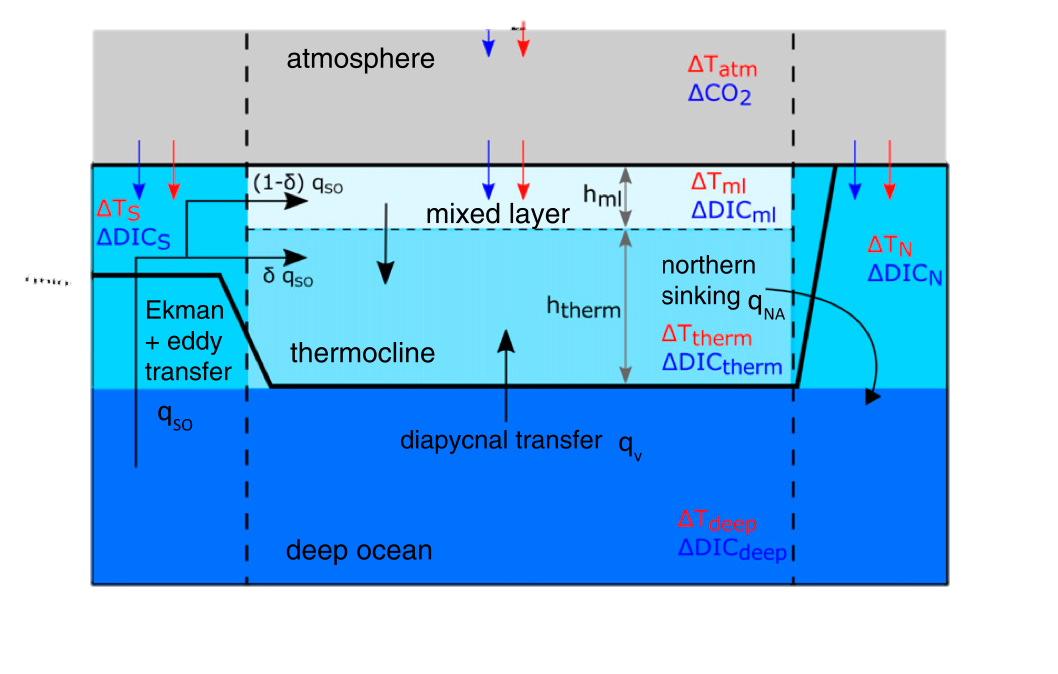 atmosphere
ΔTatm
ΔCO2
(1-δ) qSO
hml
ΔTml
ΔDICml
mixed layer
ΔTS
ΔDICS
δ qSO
ΔTN
ΔDICN
northern
sinking qNA
htherm
Ekman
+ eddy
transfer
qSO
thermocline
ΔTtherm
ΔDICtherm
diapycnal transfer qv
ΔTdeep
ΔDICdeep
deep ocean